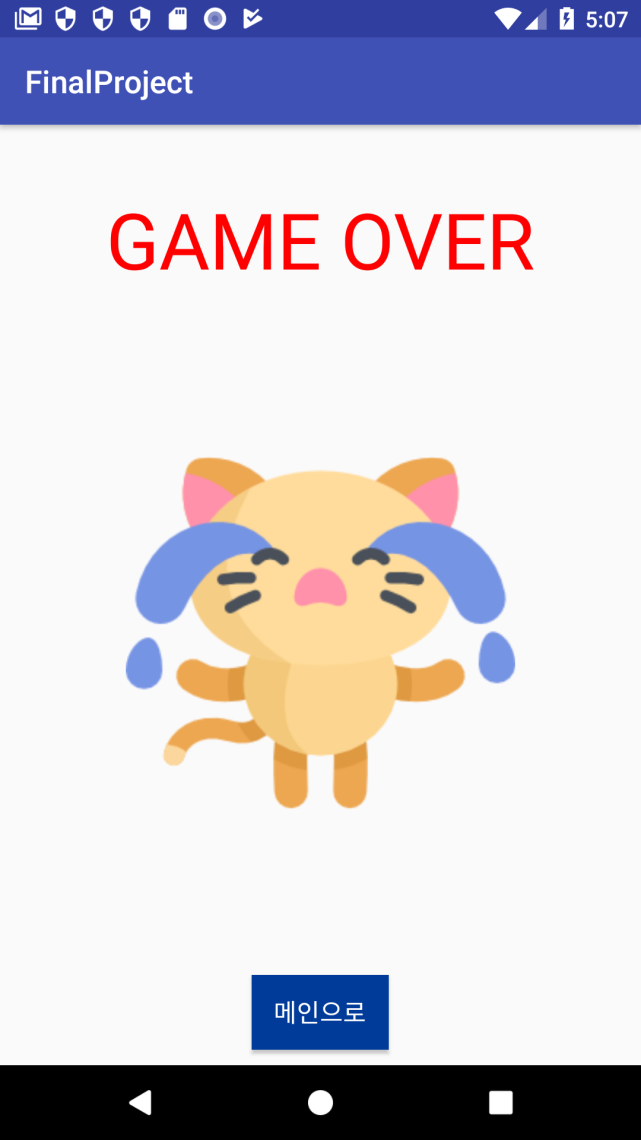 5:07
FinalProject
GAME OVER
메인으로